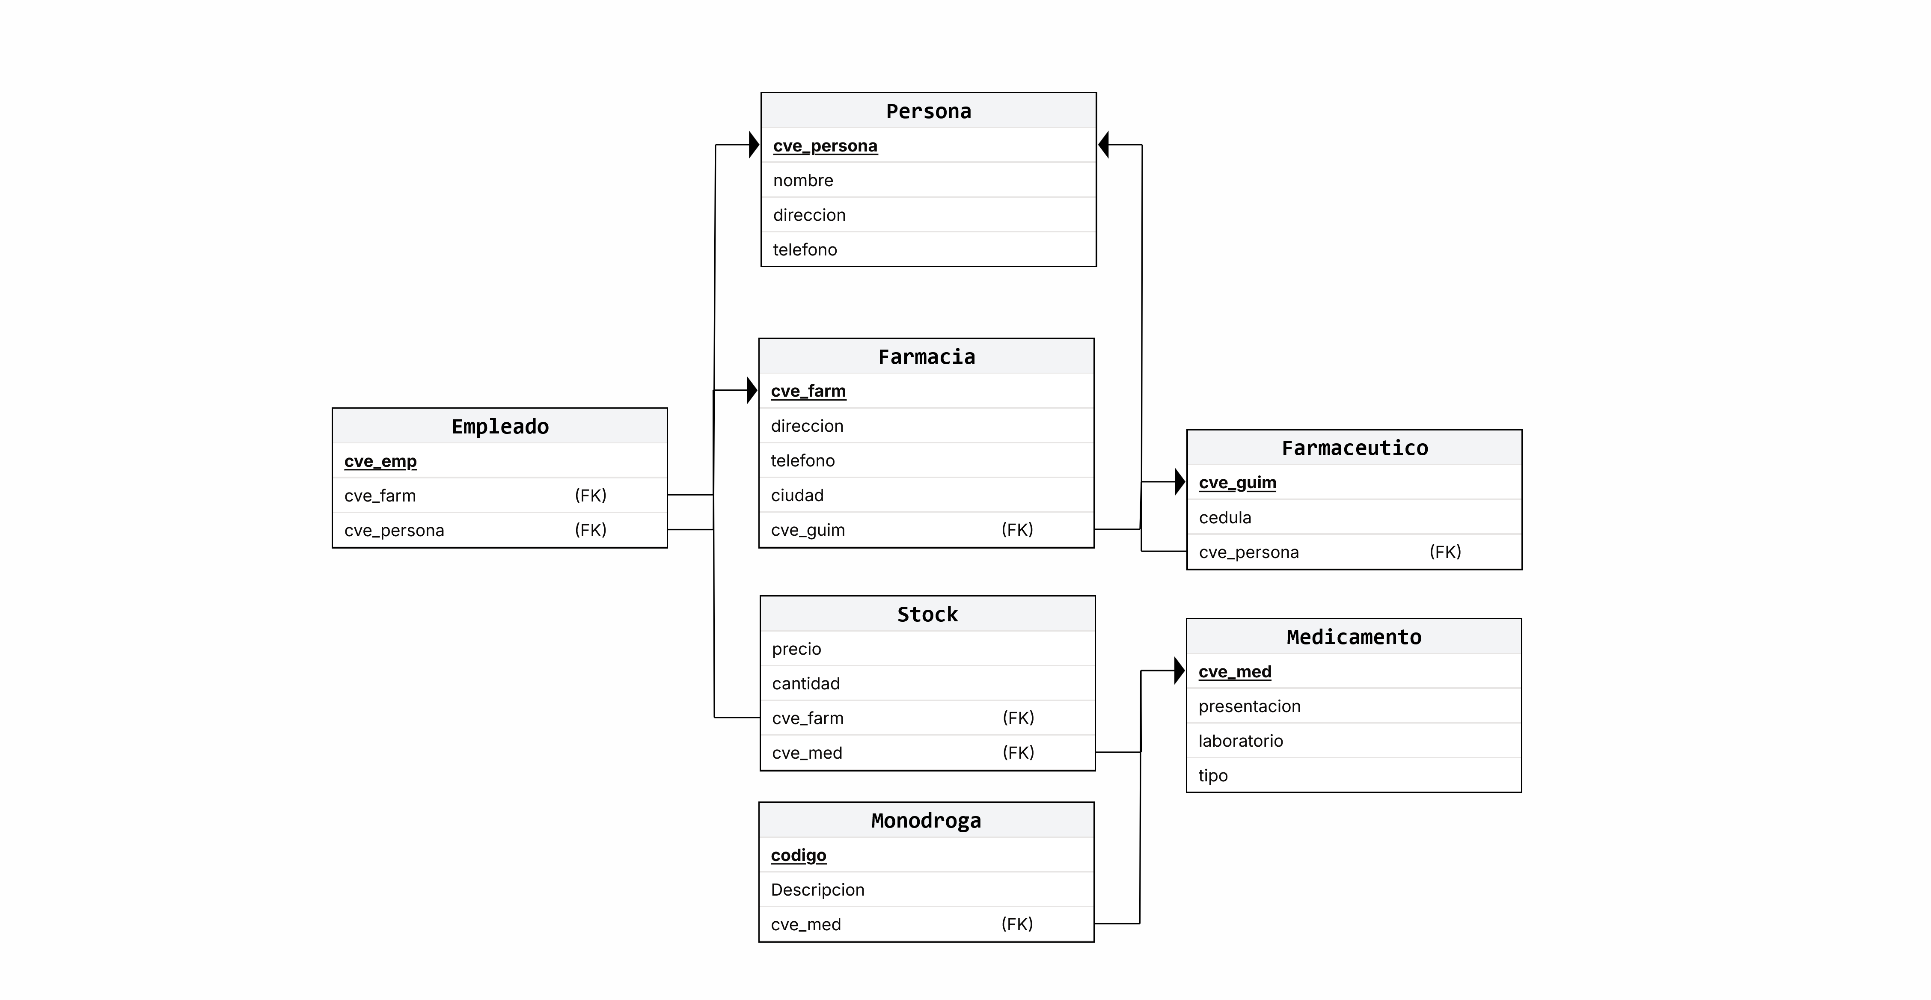 Persona
cve_persona
nombre
direccion
telefono
Farmacia
cve_farm
direccion
telefono
ciudad
cve_guim (FK)
Empleado
cve_emp
cve_farm (FK)
cve_persona (FK)
Farmaceutico
cve_guim
cedula
cve_persona (FK)
Stock
precio
cantidad
cve_farm (FK)
cve_med (FK)
Medicamento
cve_med
presentacion
laboratorio
tipo
Monodroga
codigo
Descripcion
cve_med (FK)